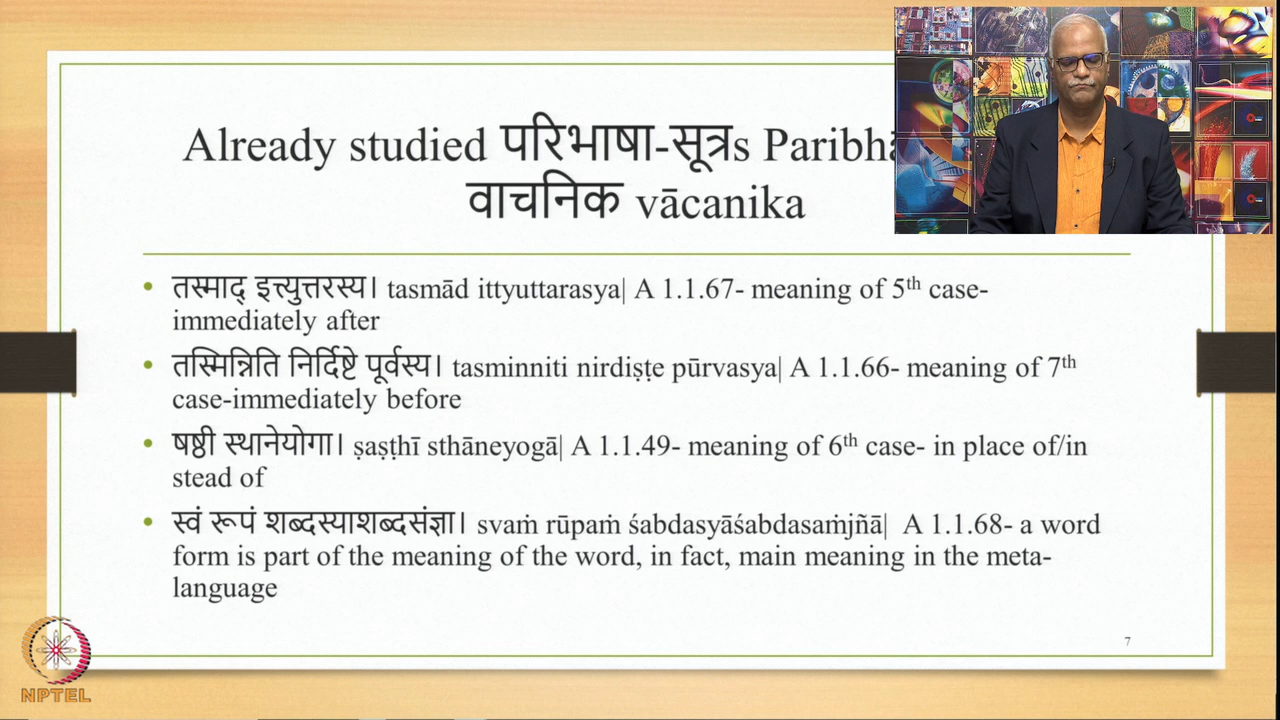 Already studied परिभाषा-सूत्रs
वाचनिक vācanika
• तस्माद् इत्त्युत्तरस्य। tasmād ittyuttarasya| A 1.1.67- meaning of 5th case-
immediately after
• तस्मिन्निति निर्दिष्टे पूर्वस्य। tasminniti nirdiṣṭe pūrvasya| A 1.1.66- meaning of 7th
case-immediately before
• षष्ठी स्थानेयोगा। ṣaṣṭhī sthāneyogā| A 1.1.49- meaning of 6th case- in place of/in
stead of
• स्वं रूपं शब्दस्याशब्दसंज्ञा। svaṁ rūpaṁ śabdasyāśabdasaṁjñā| A 1.1.68- a word
form is part of the meaning of the word, in fact, main meaning in the meta-
language
7
NPTEL